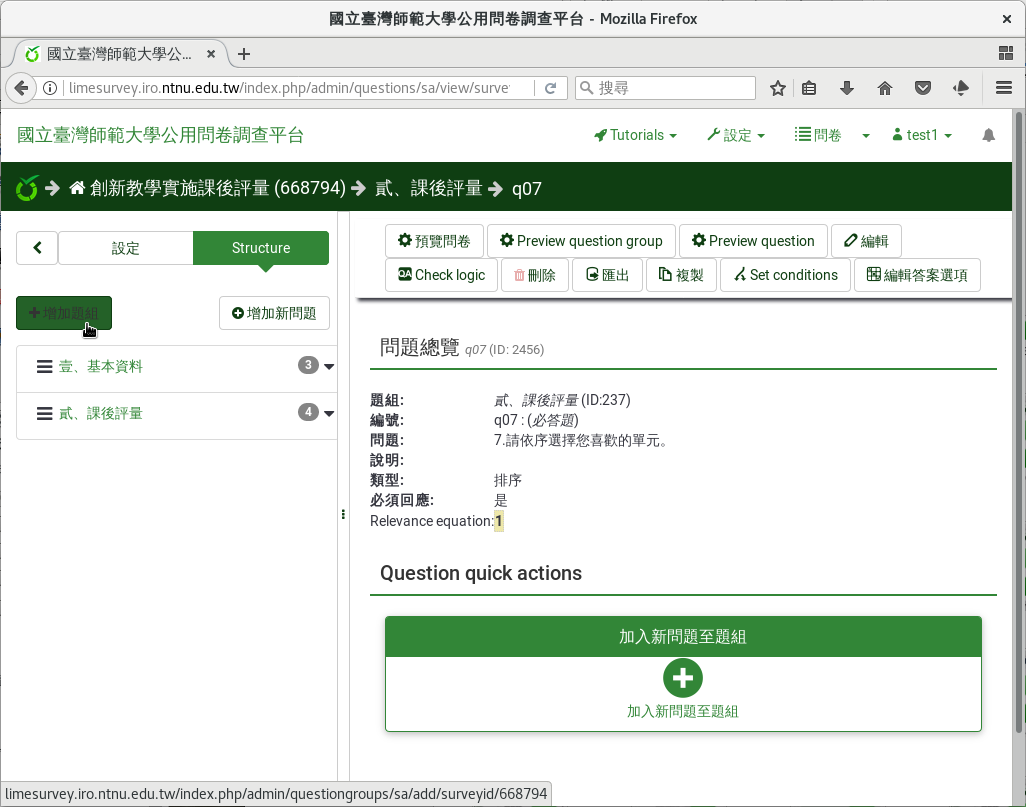 國立臺灣師範大學公用問卷調查平台 - Mozilla Firefox
國立臺灣師範大學公...
limesurvey.iro.ntnu.edu.tw/index.php/admin/questions/sa/view/surve
搜尋
國立臺灣師範大學公用問卷調查平台
Tutorials 設定 問卷 test1
創新教學實施課後評量 (668794) 貳、課後評量 q07
設定 Structure
增加題組 增加新問題
壹、基本資料 3
貳、課後評量 4
預覽問卷 Preview question group Preview question 編輯
Check logic 刪除 匯出 複製 Set conditions 編輯答案選項
問題總覽 q07 (ID: 2456)
題組: 貳、課後評量 (ID:237)
編號: q07 : (必答題)
問題: 7.請依序選擇您喜歡的單元。
說明:
類型: 排序
必須回應: 是
Relevance equation:1
Question quick actions
加入新問題至題組
加入新問題至題組
limesurvey.iro.ntnu.edu.tw/index.php/admin/questiongroups/sa/add/surveyid/668794